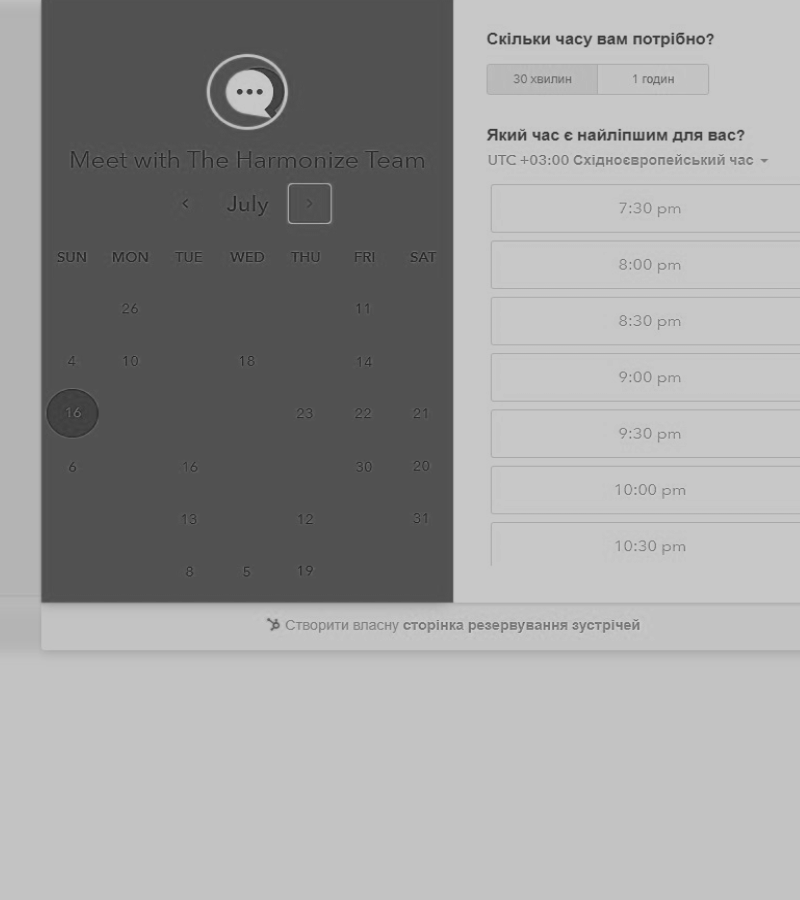 Meet with The Harmonize Team
< July >
SUN MON TUE WED THU FRI SAT
26 11
4 10 18 14
16 23 22 21
6 16 30 20
13 12 31
8 5 19
Скільки часу вам потрібно?
30 хвилин 1 годин
Який час є найліпшим для вас?
UTC +03:00 Східноєвропейський час
7:30 pm
8:00 pm
8:30 pm
9:00 pm
9:30 pm
10:00 pm
10:30 pm
Створити власну сторінка резервування зустрічей